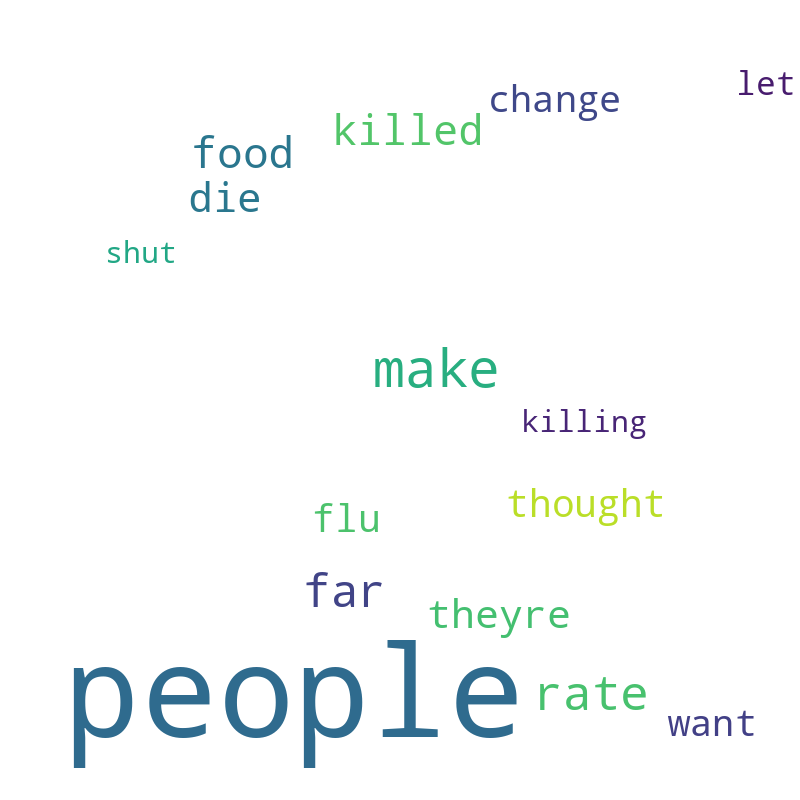 let
change
killed
food
die
shut
make
killing
thought
flu
far
theyre
people
rate
want